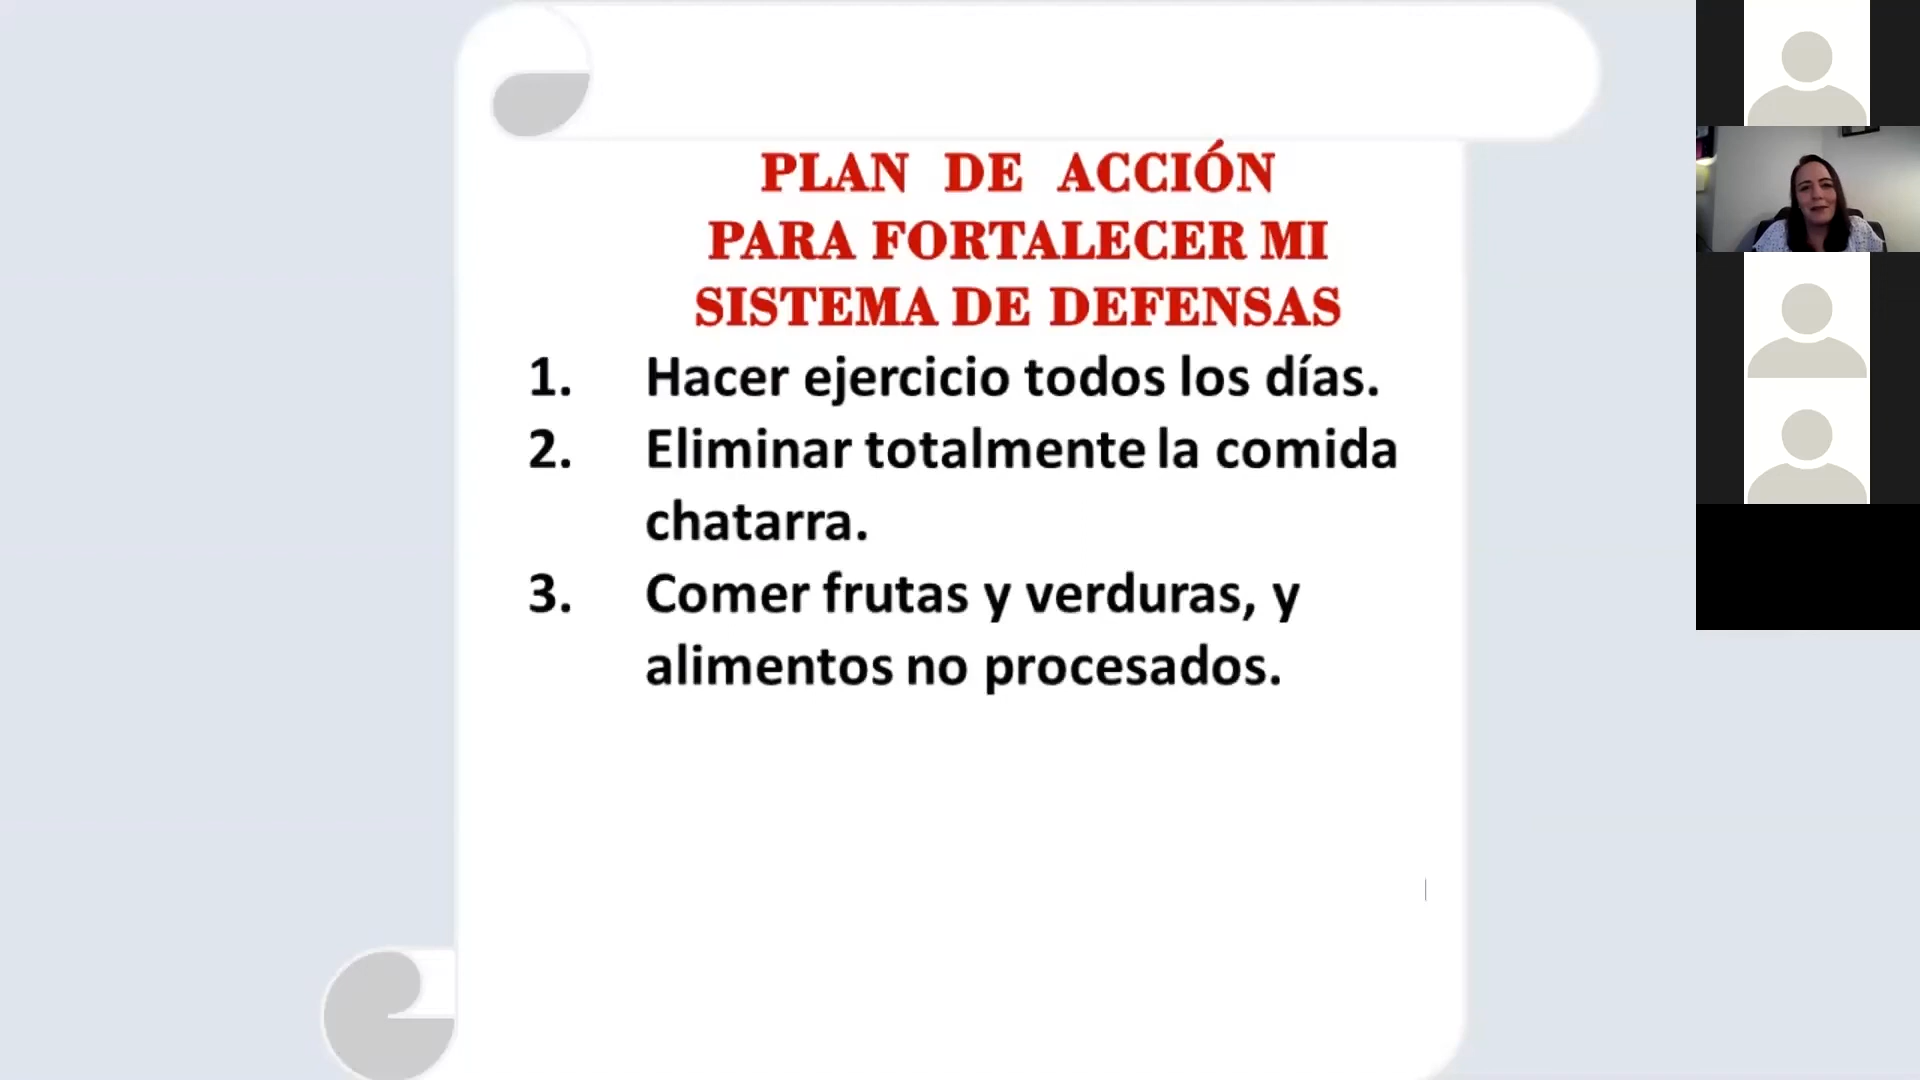 PLAN DE ACCIÓN
PARA FORTALECER MI
SISTEMA DE DEFENSAS
1. Hacer ejercicio todos los días.
2. Eliminar totalmente la comida
chatarra.
3. Comer frutas y verduras, y
alimentos no procesados.